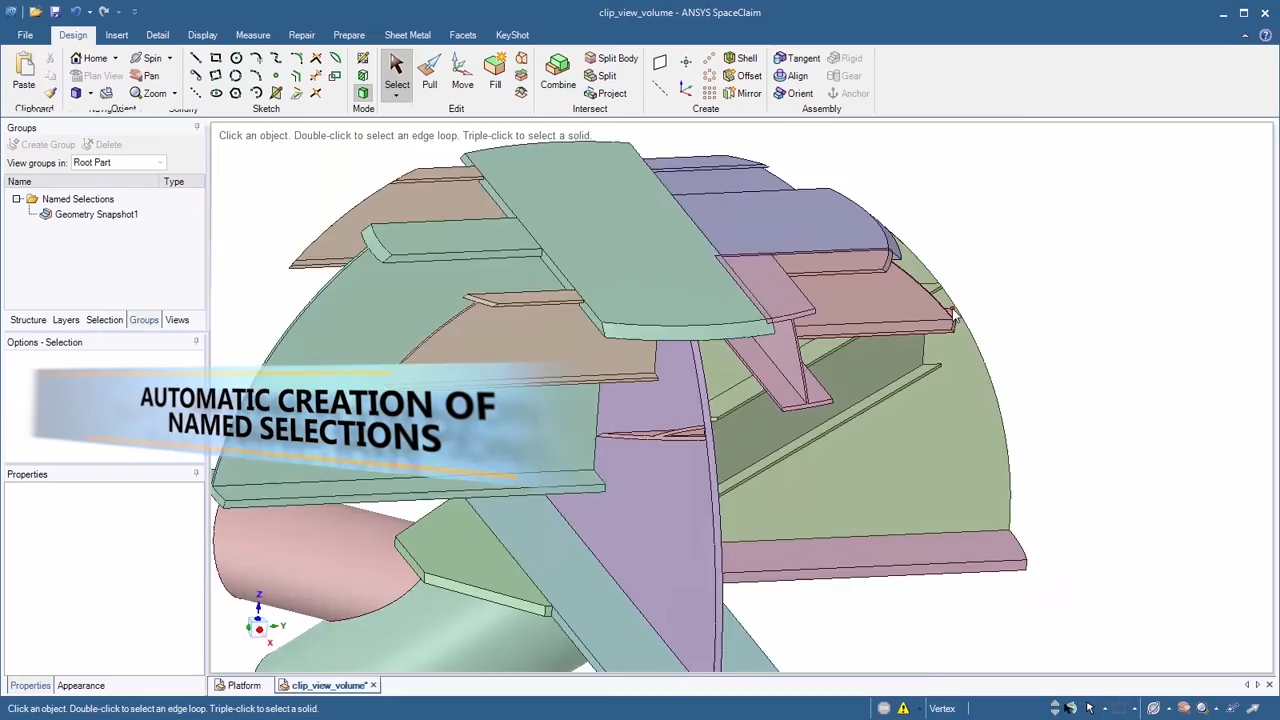 clip_view_volume - ANSYS SpaceClaim
File Design Insert Detail Display Measure Repair Prepare Sheet Metal Facets KeyShot
Home Spin Split Body Shell Tangent Rigid
Plan View Pan Split Offset Align Gear
Paste Zoom Select Pull Move Fill Combine Project Mirror Orient Anchor
Clipboard Sketch Mode Edit Intersect Create Assembly
Groups
Click an object. Double-click to select an edge loop. Triple-click to select a solid.
Create Group Delete
View groups in: Root Part
Name Type
Named Selections
Geometry Snapshot1
Structure Layers Selection Groups Views
Options - Selection
AUTOMATIC CREATION OF
NAMED SELECTIONS
Properties
Z
Y
X
Properties Appearance Platform clip_view_volume*
Click an object. Double-click to select an edge loop. Triple-click to select a solid. Vertex